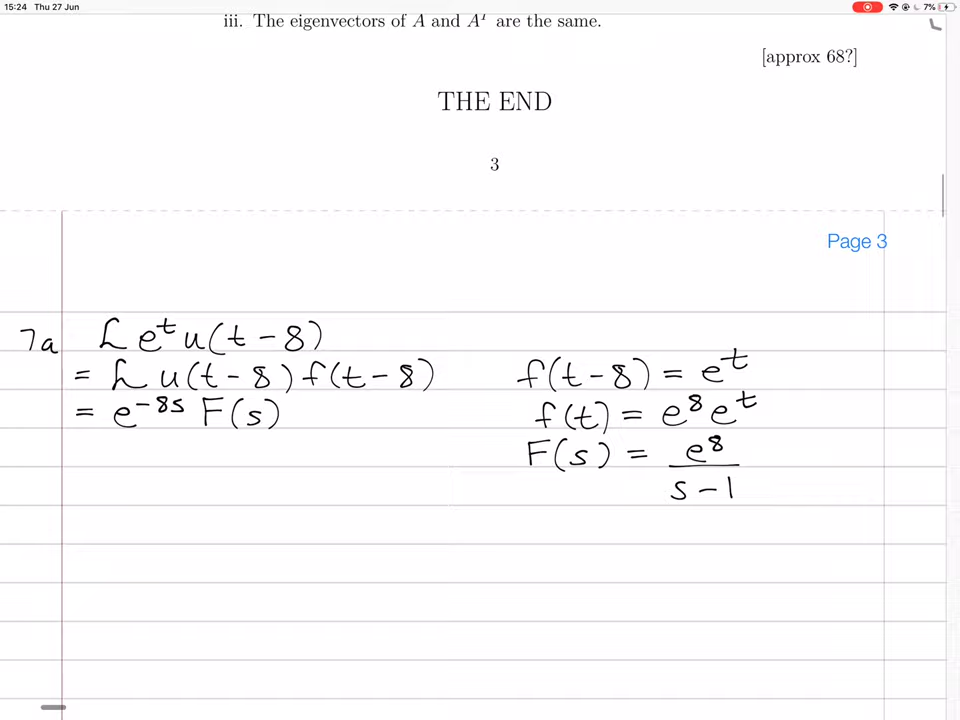 15:24 Thu 27 Jun 7%
iii. The eigenvectors of A and Aᵀ are the same.
[approx 68?]
THE END
3
Page 3
7a ℒ eᵗ u(t − 8)
= ℒ u(t − 8) f(t − 8) f(t − 8) = eᵗ
= e⁻⁸ˢ F(s) f(t) = e⁸ eᵗ
F(s) = e⁸ / (s − 1)